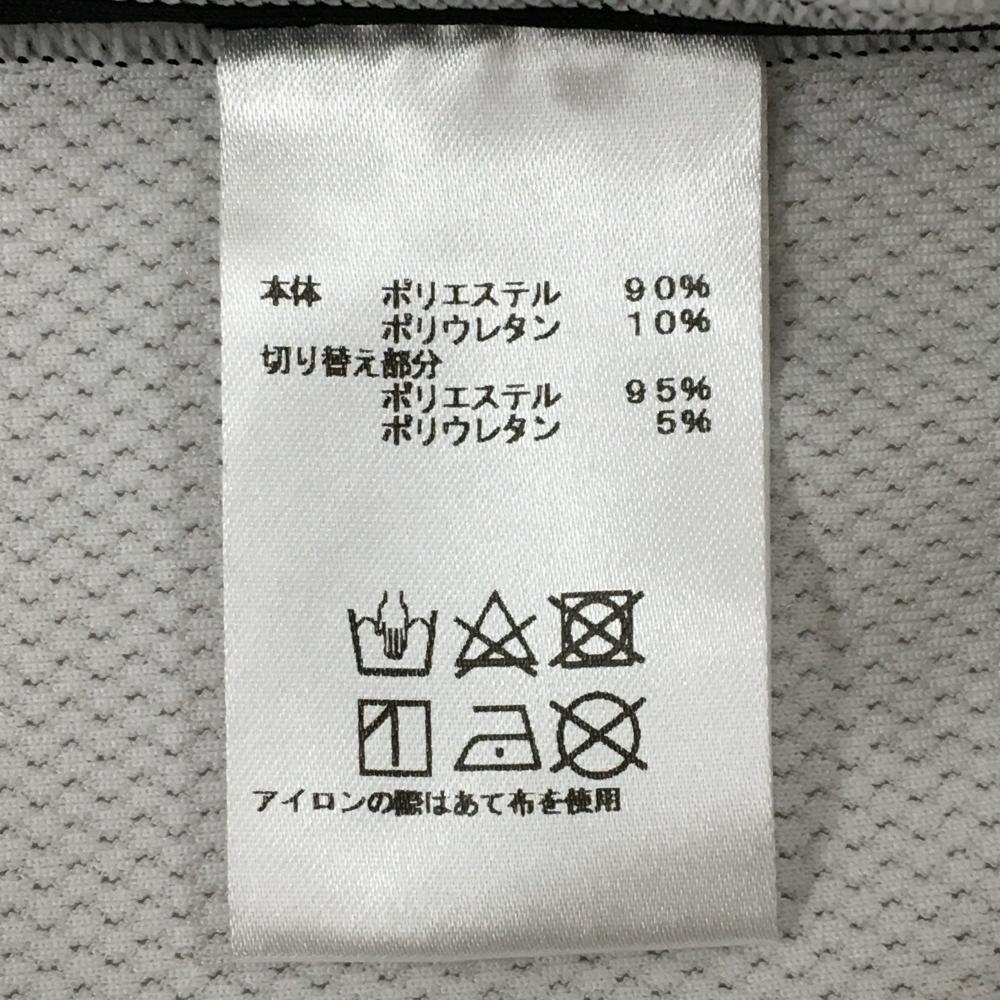 本体 ポリエステル 90%
ポリウレタン 10%
切り替え部分
ポリエステル 95%
ポリウレタン 5%
アイロンの際はあて布を使用